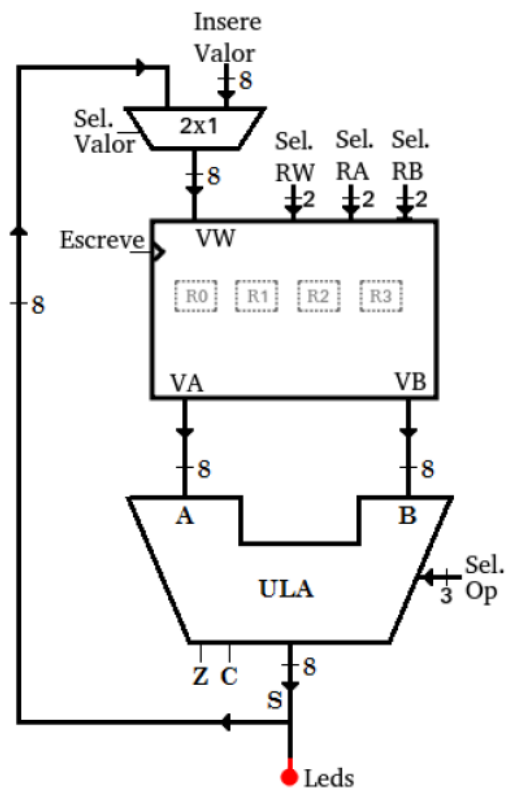 Insere
Valor
8
Sel.
Valor
2x1
8
Sel.
RW
2
Sel.
RA
2
Sel.
RB
2
Escreve
VW
R0
R1
R2
R3
8
VA
VB
8
8
A
B
ULA
Sel.
Op
3
Z
C
8
S
Leds